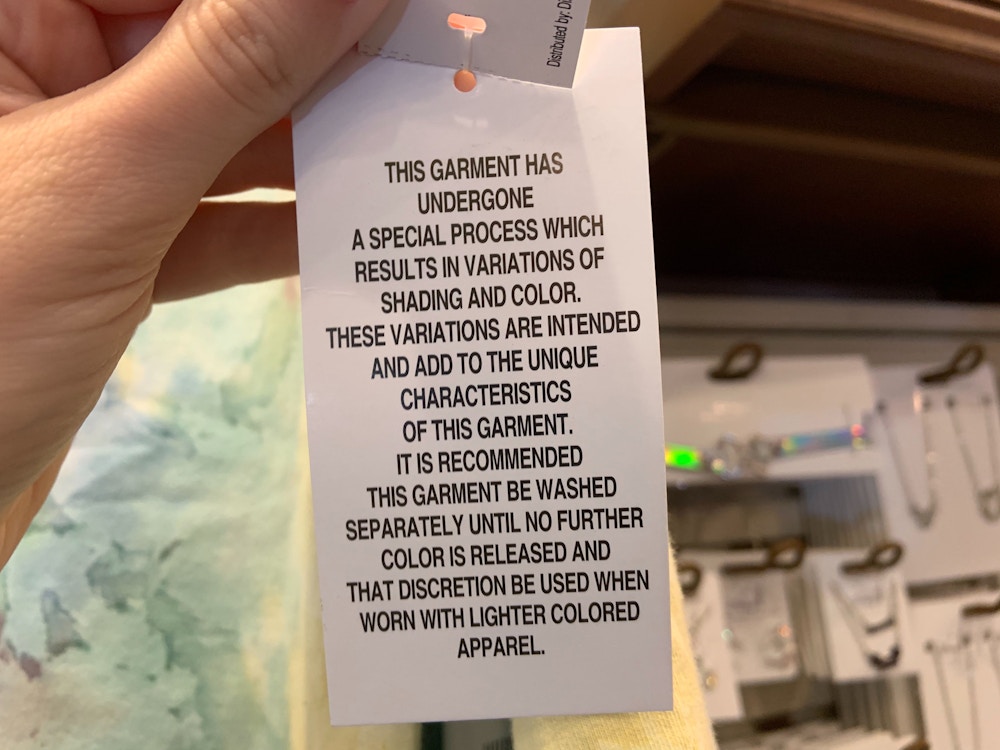 Distributed by:
THIS GARMENT HAS
UNDERGONE
A SPECIAL PROCESS WHICH
RESULTS IN VARIATIONS OF
SHADING AND COLOR.
THESE VARIATIONS ARE INTENDED
AND ADD TO THE UNIQUE
CHARACTERISTICS
OF THIS GARMENT.
IT IS RECOMMENDED
THIS GARMENT BE WASHED
SEPARATELY UNTIL NO FURTHER
COLOR IS RELEASED AND
THAT DISCRETION BE USED WHEN
WORN WITH LIGHTER COLORED
APPAREL.